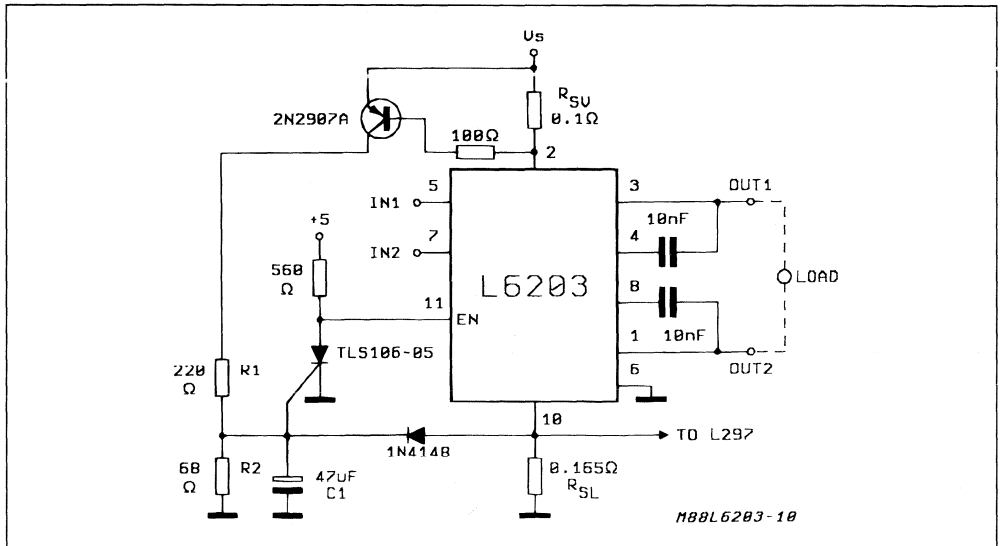 Vs
RSV
0.1Ω
2N2907A
100Ω
2
5
3
OUT1
IN1
10nF
+5
7
4
IN2
560
Ω
L6203
LOAD
8
11
EN
10nF
1
TLS106-05
OUT2
6
220
Ω
R1
10
TO L297
1N4148
68
Ω
R2
47uF
C1
0.165Ω
RSL
M88L6203-10